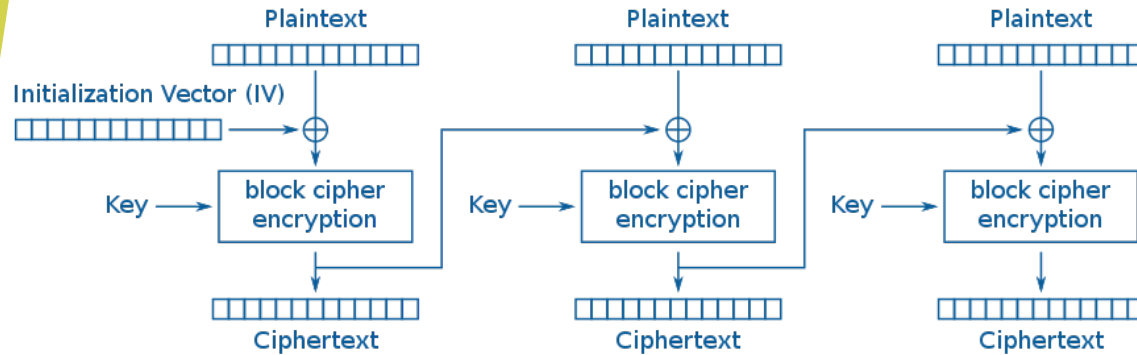 Plaintext
Plaintext
Plaintext
Initialization Vector (IV)
Key
block cipher
encryption
Key
block cipher
encryption
Key
block cipher
encryption
Ciphertext
Ciphertext
Ciphertext